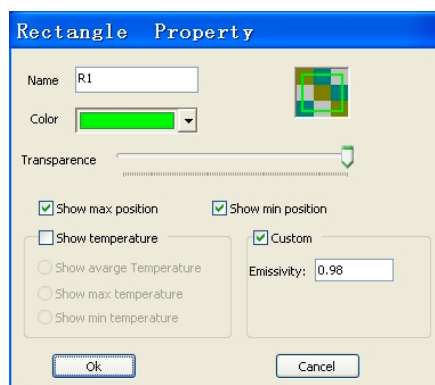 Rectangle Property
Name R1
Color
Transparence
Show max position Show min position
Show temperature Custom
Show avarge Temperature Emissivity: 0.98
Show max temperature
Show min temperature
Ok Cancel